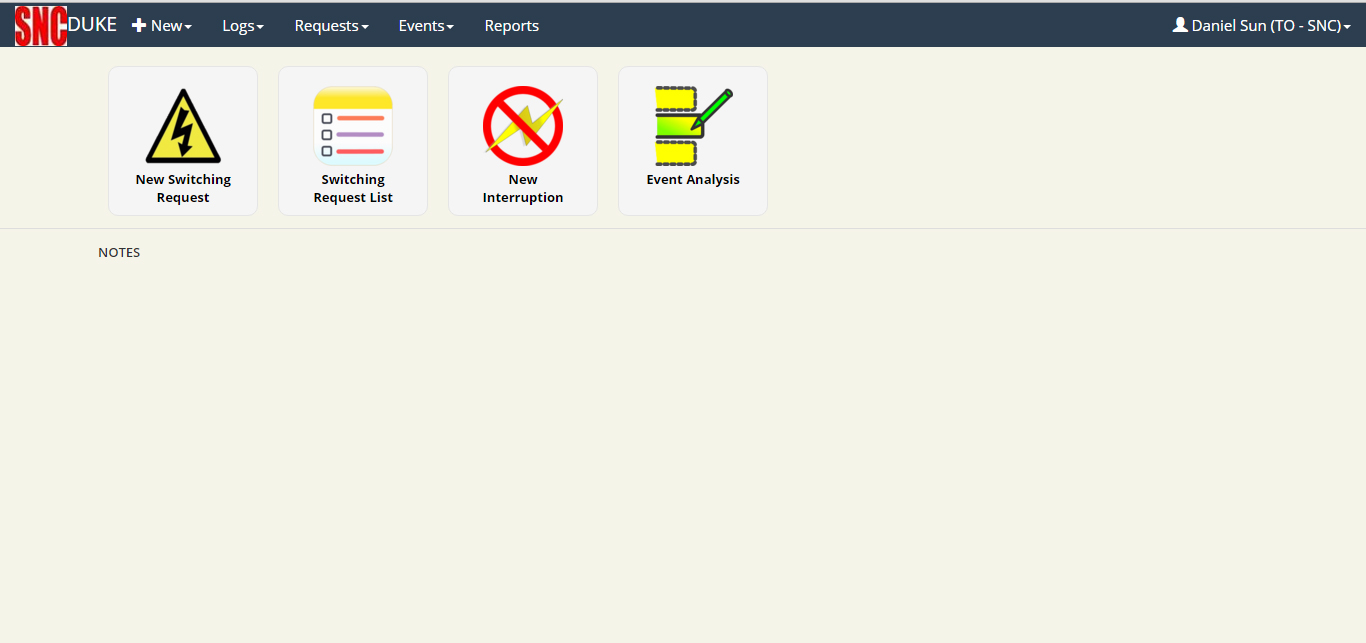 SNC DUKE New Logs Requests Events Reports Daniel Sun (TO - SNC)
New Switching
Request
Switching
Request List
New
Interruption
Event Analysis
NOTES